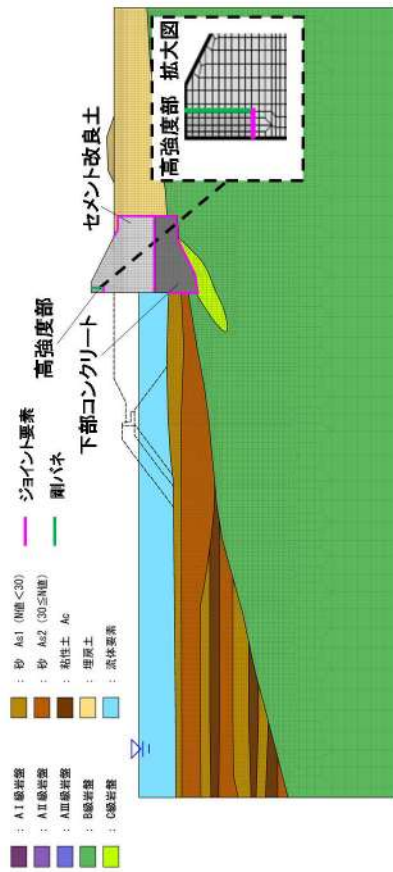 : AⅠ級岩盤
: AⅡ級岩盤
: AⅢ級岩盤
: B級岩盤
: C級岩盤
: 砂 As1 (N値<30)
: 砂 As2 (30≦N値)
: 粘性土 Ac
: 埋戻土
: 流体要素
ジョイント要素
剛バネ
高強度部
下部コンクリート
セメント改良土
高強度部 拡大図